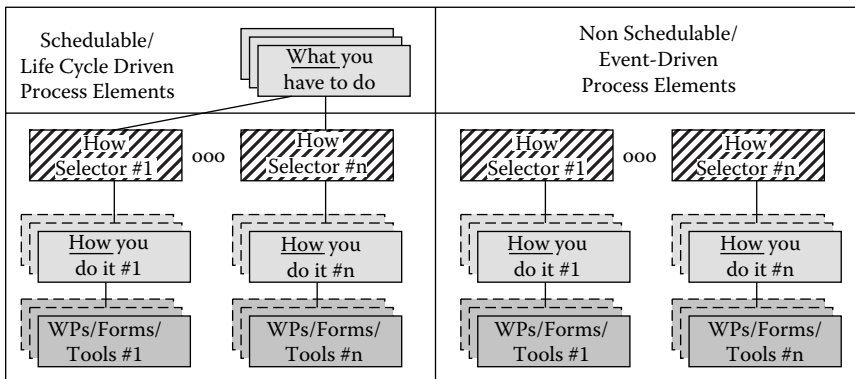 Schedulable/
Life Cycle Driven
Process Elements
What you
have to do
Non Schedulable/
Event-Driven
Process Elements
How
Selector #1
ooo
How
Selector #n
How
Selector #1
ooo
How
Selector #n
How you
do it #1
How you
do it #n
How you
do it #1
How you
do it #n
WPs/Forms/
Tools #1
WPs/Forms/
Tools #n
WPs/Forms/
Tools #1
WPs/Forms/
Tools #n